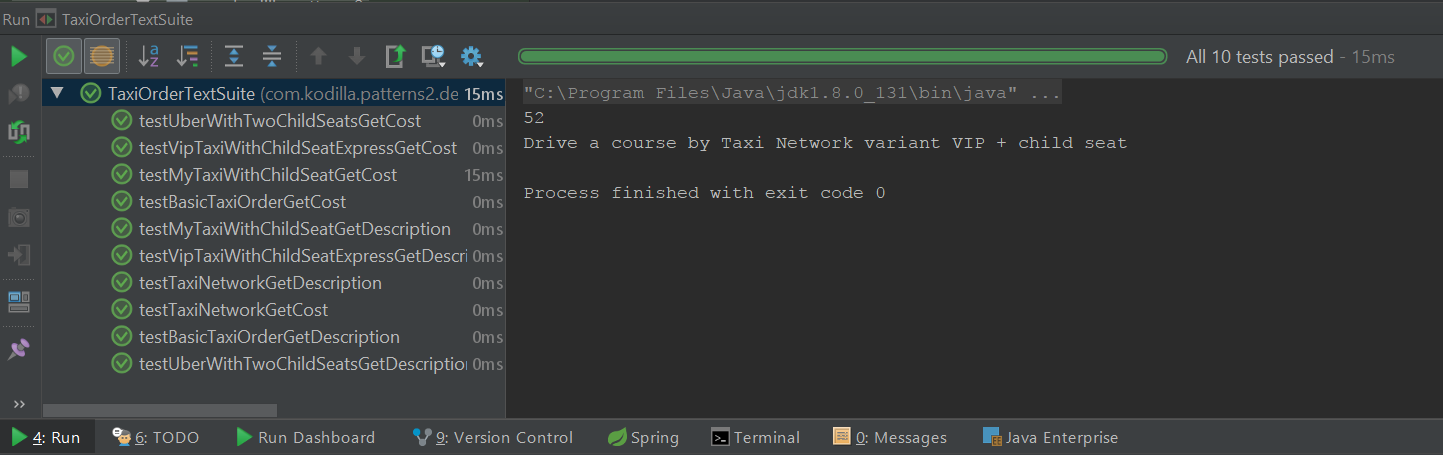 Run TaxiOrderTextSuite
All 10 tests passed - 15ms
TaxiOrderTextSuite (com.kodilla.patterns2.de 15ms
testUberWithTwoChildSeatsGetCost 0ms
testVipTaxiWithChildSeatExpressGetCost 0ms
testMyTaxiWithChildSeatGetCost 15ms
testBasicTaxiOrderGetCost 0ms
testMyTaxiWithChildSeatGetDescription 0ms
testVipTaxiWithChildSeatExpressGetDescri 0ms
testTaxiNetworkGetDescription 0ms
testTaxiNetworkGetCost 0ms
testBasicTaxiOrderGetDescription 0ms
testUberWithTwoChildSeatsGetDescriptio 0ms
"C:\Program Files\Java\jdk1.8.0_131\bin\java" ...
52
Drive a course by Taxi Network variant VIP + child seat
Process finished with exit code 0
4: Run 6: TODO Run Dashboard 9: Version Control Spring Terminal 0: Messages Java Enterprise